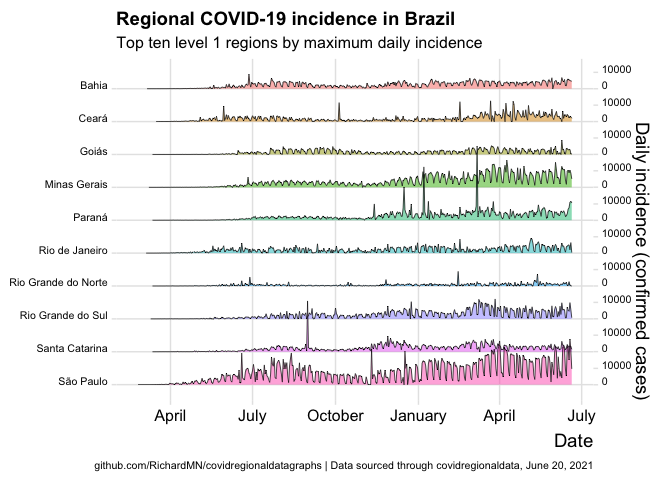 Regional COVID-19 incidence in Brazil
Top ten level 1 regions by maximum daily incidence
Bahia
10000
0
Ceará
10000
0
Goiás
10000
0
Minas Gerais
10000
0
Paraná
10000
0
Rio de Janeiro
10000
0
Rio Grande do Norte
10000
0
Rio Grande do Sul
10000
0
Santa Catarina
10000
0
São Paulo
10000
0
Daily incidence (confirmed cases)
April
July
October
January
April
July
Date
github.com/RichardMN/covidregionaldatagraphs | Data sourced through covidregionaldata, June 20, 2021